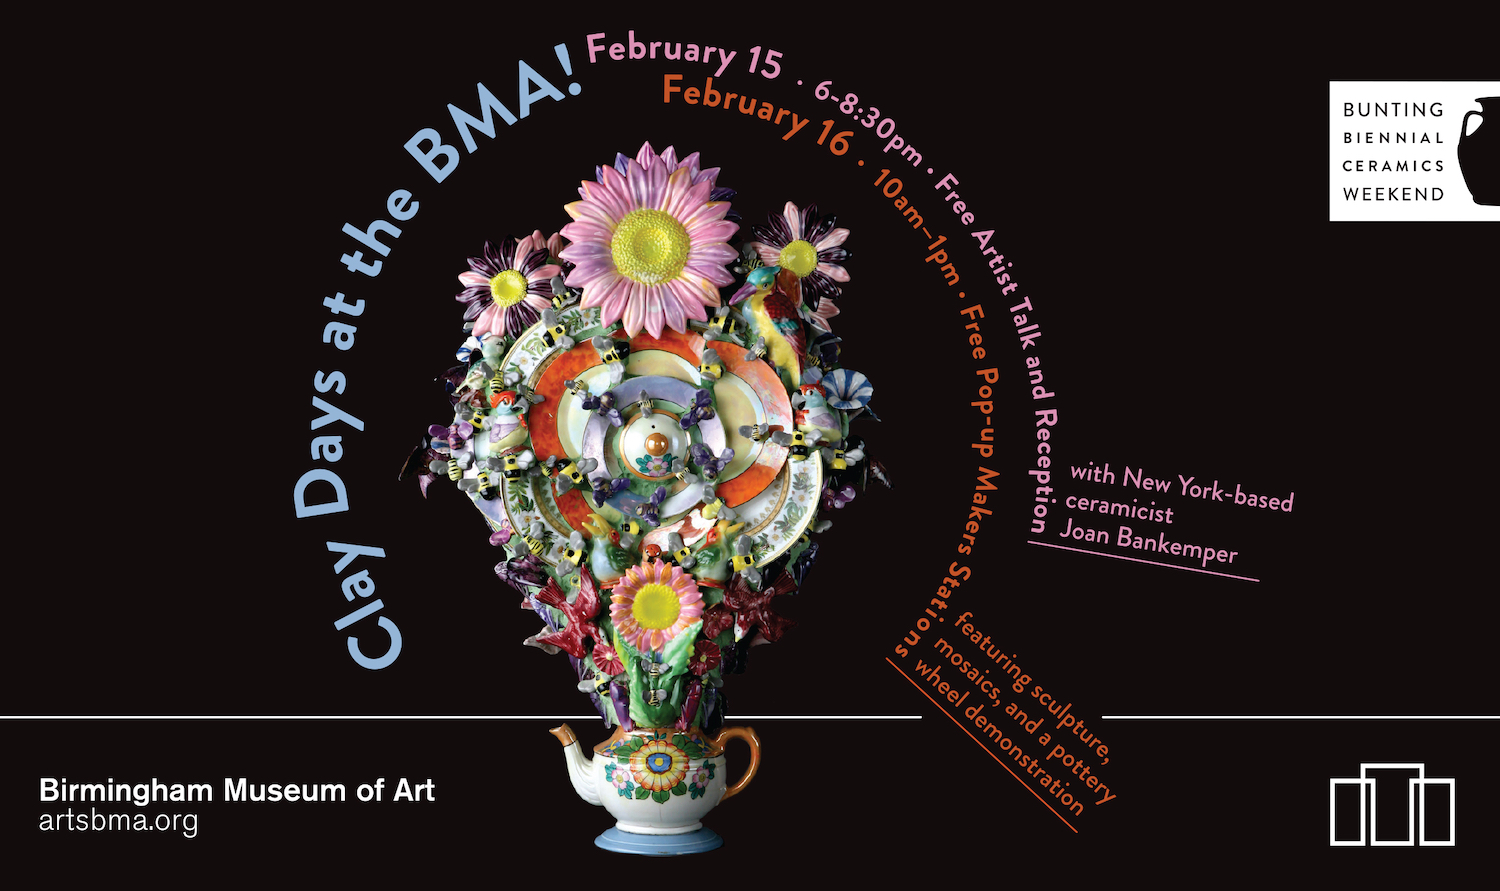 Clay Days at the BMA!
February 15 · 6-8:30pm · Free Artist Talk and Reception
with New York-based
ceramicist
Joan Bankemper
February 16 · 10am–1pm · Free Pop-up Makers Stations
featuring sculpture,
mosaics, and a pottery
wheel demonstration
BUNTING
BIENNIAL
CERAMICS
WEEKEND
Birmingham Museum of Art
artsbma.org